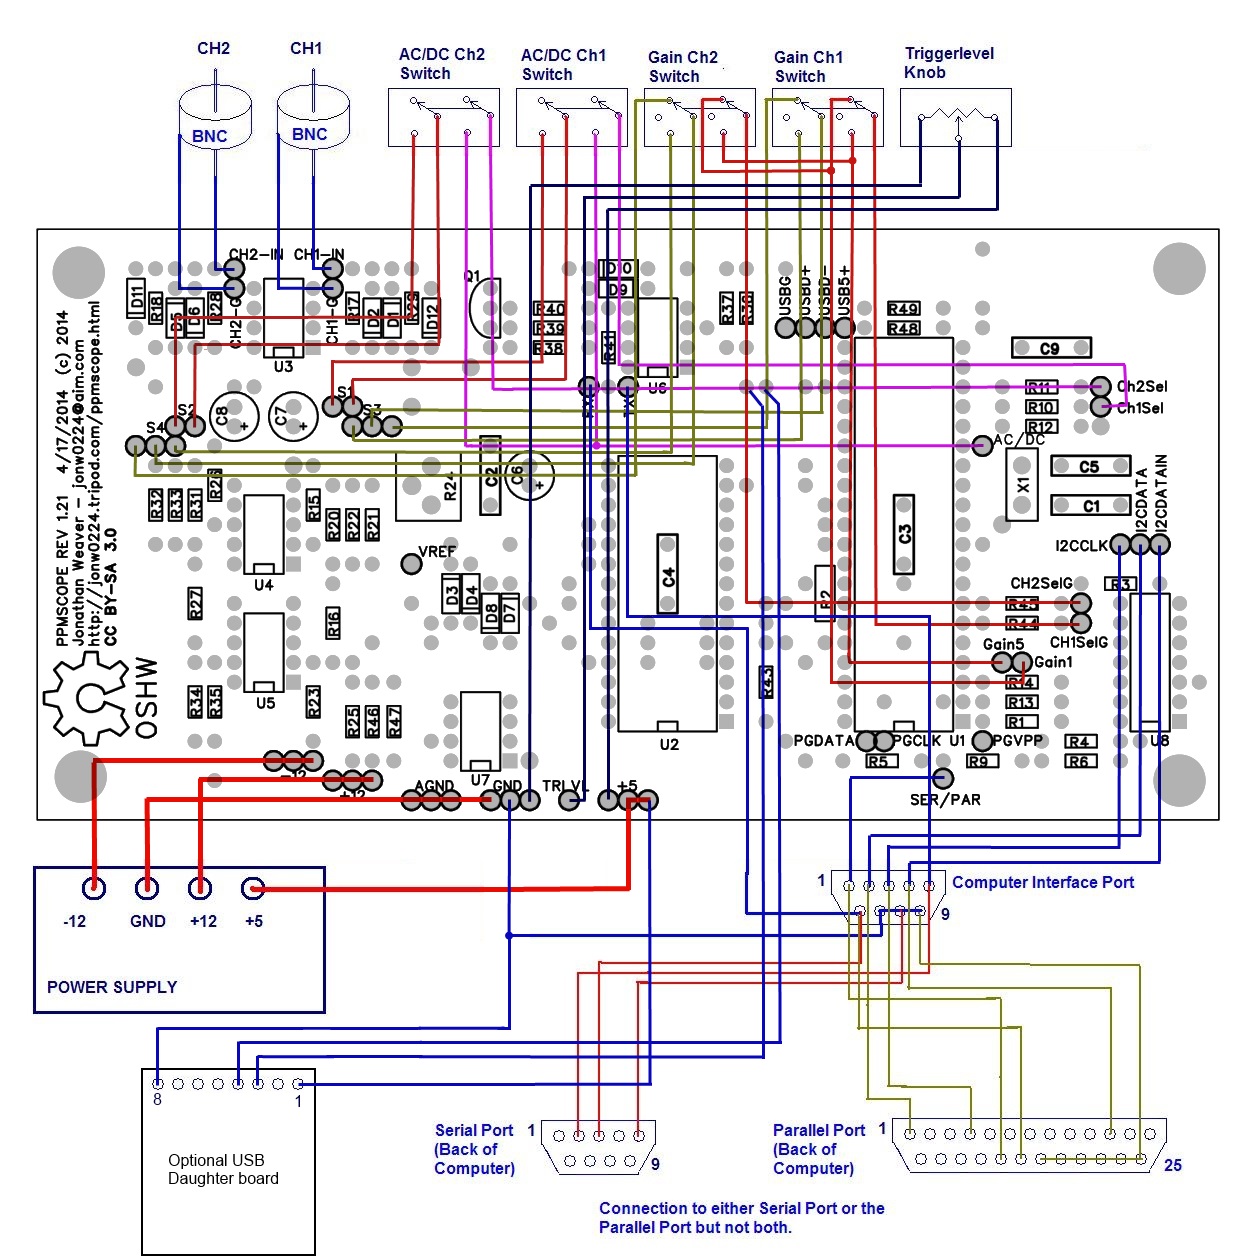 CH2
CH1
AC/DC Ch2
Switch
AC/DC Ch1
Switch
Gain Ch2
Switch
Gain Ch1
Switch
Triggerlevel
Knob
BNC
BNC
CH2-IN
CH1-IN
CH2-G
CH1-G
D11
R18
D5
D6
R28
U3
R17
D2
D1
R29
D12
Q1
R40
R39
R38
D10
D9
R41
U6
R37
R36
USBG
USBD+
USBD-
USB5+
R49
R48
C9
R11
R10
R12
Ch2Sel
Ch1Sel
AC/DC
S1
S2
S3
S4
C8
+
C7
+
C2
C6
+
R24
X1
C5
C1
I2CCLK
I2CDATA
I2CDATAIN
PPMSCOPE REV 1.21 4/17/2014 (c) 2014
Jonathan Weaver - jonw0224@aim.com
http://jonw0224.tripod.com/ppmscope.html
CC BY-SA 3.0
OSHW
R32
R33
R31
R26
R15
R20
R22
R21
U4
VREF
R27
R16
D3
D4
D8
D7
C4
C3
R2
R3
CH2SelG
R45
R44
CH1SelG
Gain5
Gain1
R14
R13
R1
U5
R34
R35
R23
R25
R46
R47
U7
U2
R43
PGDATA
PGCLK
U1
PGVPP
R5
R9
R4
R6
U8
-12
+12
AGND
GND
TRLVL
+5
SER/PAR
-12
GND
+12
+5
POWER SUPPLY
1
9
Computer Interface Port
8
1
Optional USB
Daughter board
Serial Port
(Back of
Computer)
1
9
Parallel Port
(Back of
Computer)
1
25
Connection to either Serial Port or the
Parallel Port but not both.